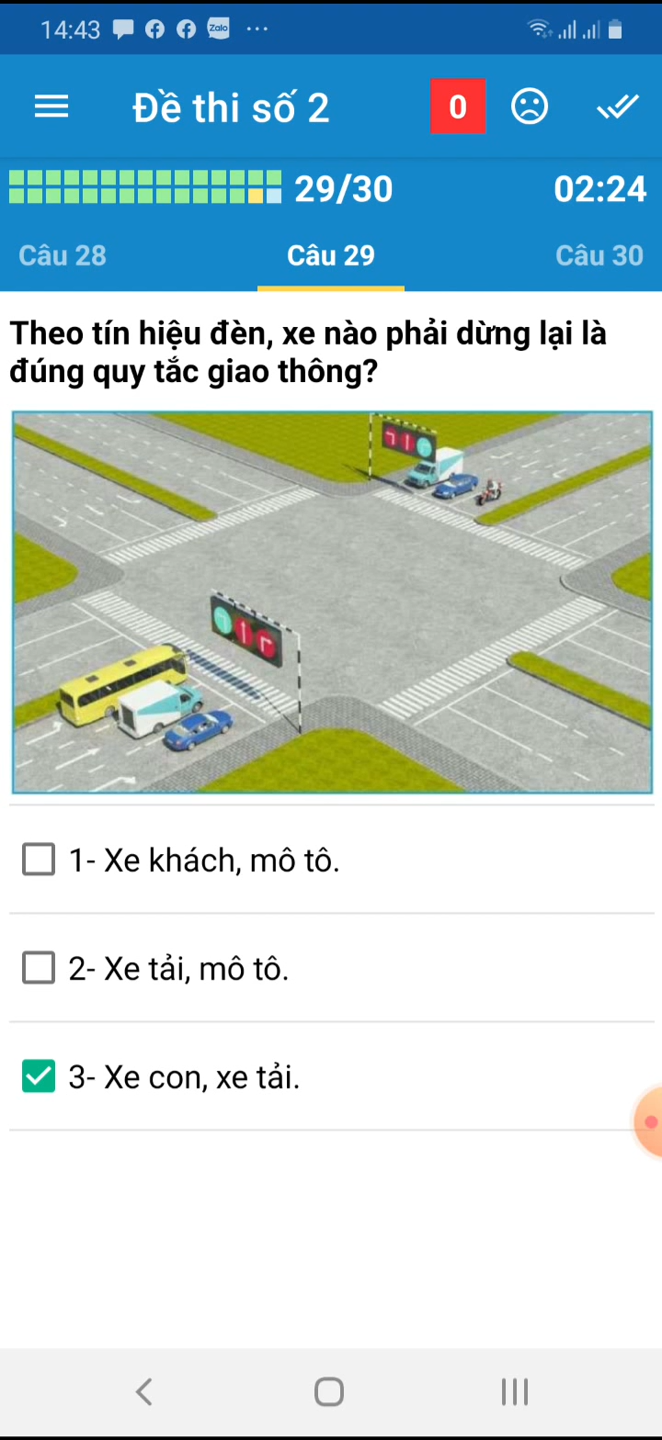 14:43 Zalo ...
Đề thi số 2 0
29/30 02:24
Câu 28 Câu 29 Câu 30
Theo tín hiệu đèn, xe nào phải dừng lại là
đúng quy tắc giao thông?
1- Xe khách, mô tô.
2- Xe tải, mô tô.
3- Xe con, xe tải.